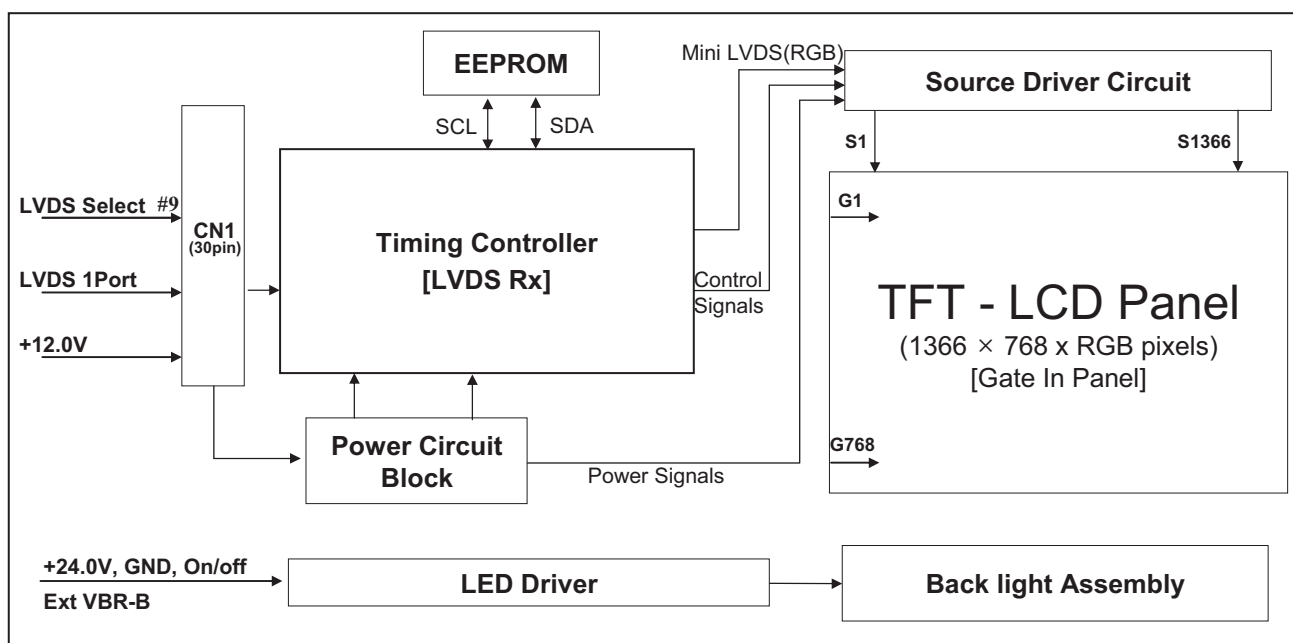 EEPROM
SCL
SDA
Mini LVDS(RGB)
Source Driver Circuit
S1
S1366
LVDS Select #9
LVDS 1Port
+12.0V
CN1
(30pin)
Timing Controller
[LVDS Rx]
Control
Signals
G1
TFT - LCD Panel
(1366 × 768 x RGB pixels)
[Gate In Panel]
G768
Power Circuit
Block
Power Signals
+24.0V, GND, On/off
Ext VBR-B
LED Driver
Back light Assembly